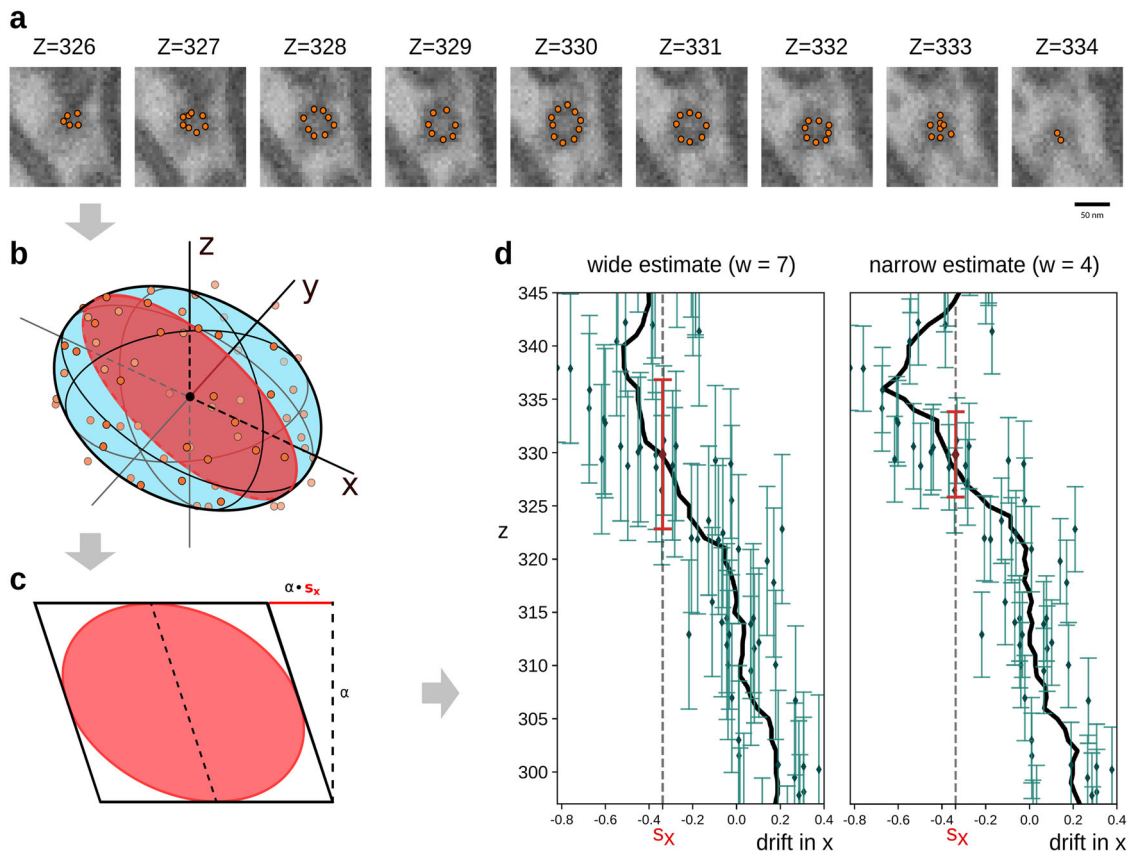 a
Z=326 Z=327 Z=328 Z=329 Z=330 Z=331 Z=332 Z=333 Z=334
50 nm
b
z
y
x
c
α•sₓ
α
d
wide estimate (w = 7) narrow estimate (w = 4)
z
345
340
335
330
325
320
315
310
305
300
-0.8 -0.6 -0.4 -0.2 0.0 0.2 0.4
sₓ drift in x
-0.8 -0.6 -0.4 -0.2 0.0 0.2 0.4
sₓ drift in x